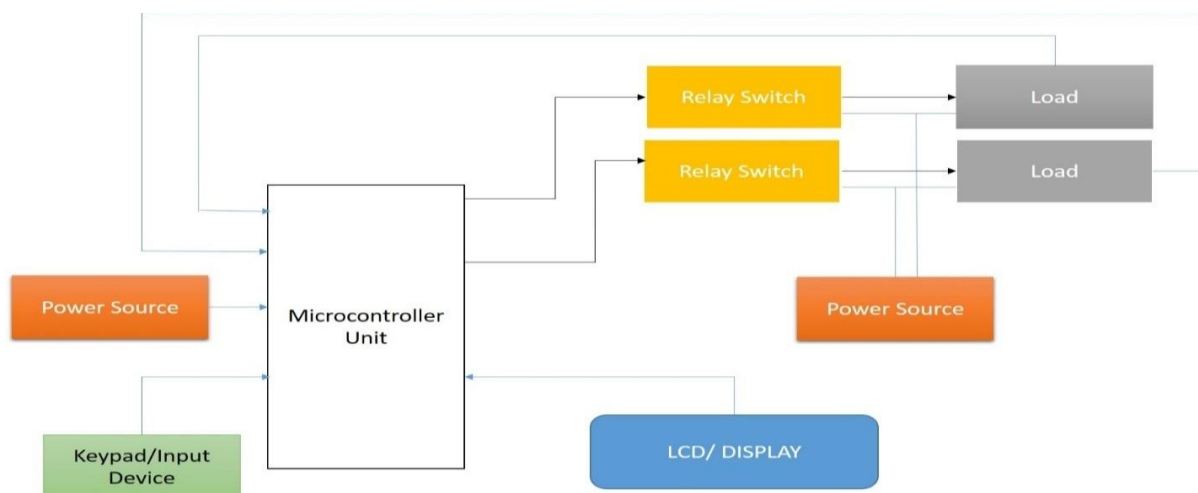 Relay Switch
Load
Relay Switch
Load
Power Source
Power Source
Microcontroller
Unit
Keypad/Input
Device
LCD/ DISPLAY